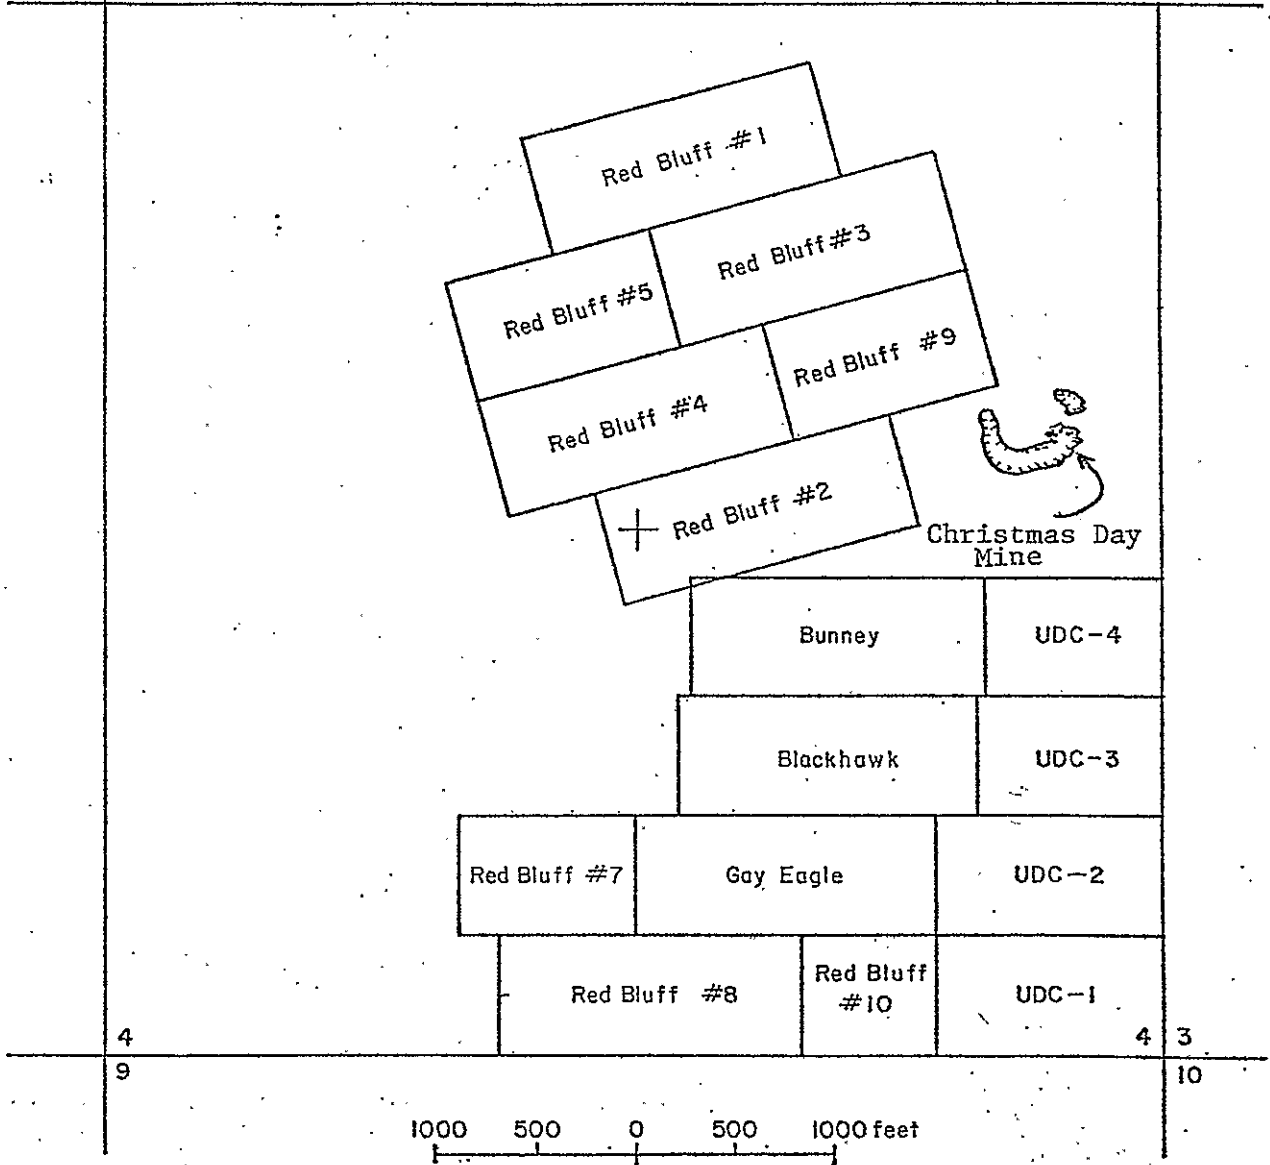 Red Bluff #1
Red Bluff #3
Red Bluff #5
Red Bluff #9
Red Bluff #4
Red Bluff #2
Christmas Day
Mine
Bunney
UDC-4
Blackhawk
UDC-3
Red Bluff #7
Gay Eagle
UDC-2
Red Bluff
#10
Red Bluff #8
UDC-1
4
4
3
9
10
1000 500 0 500 1000 feet